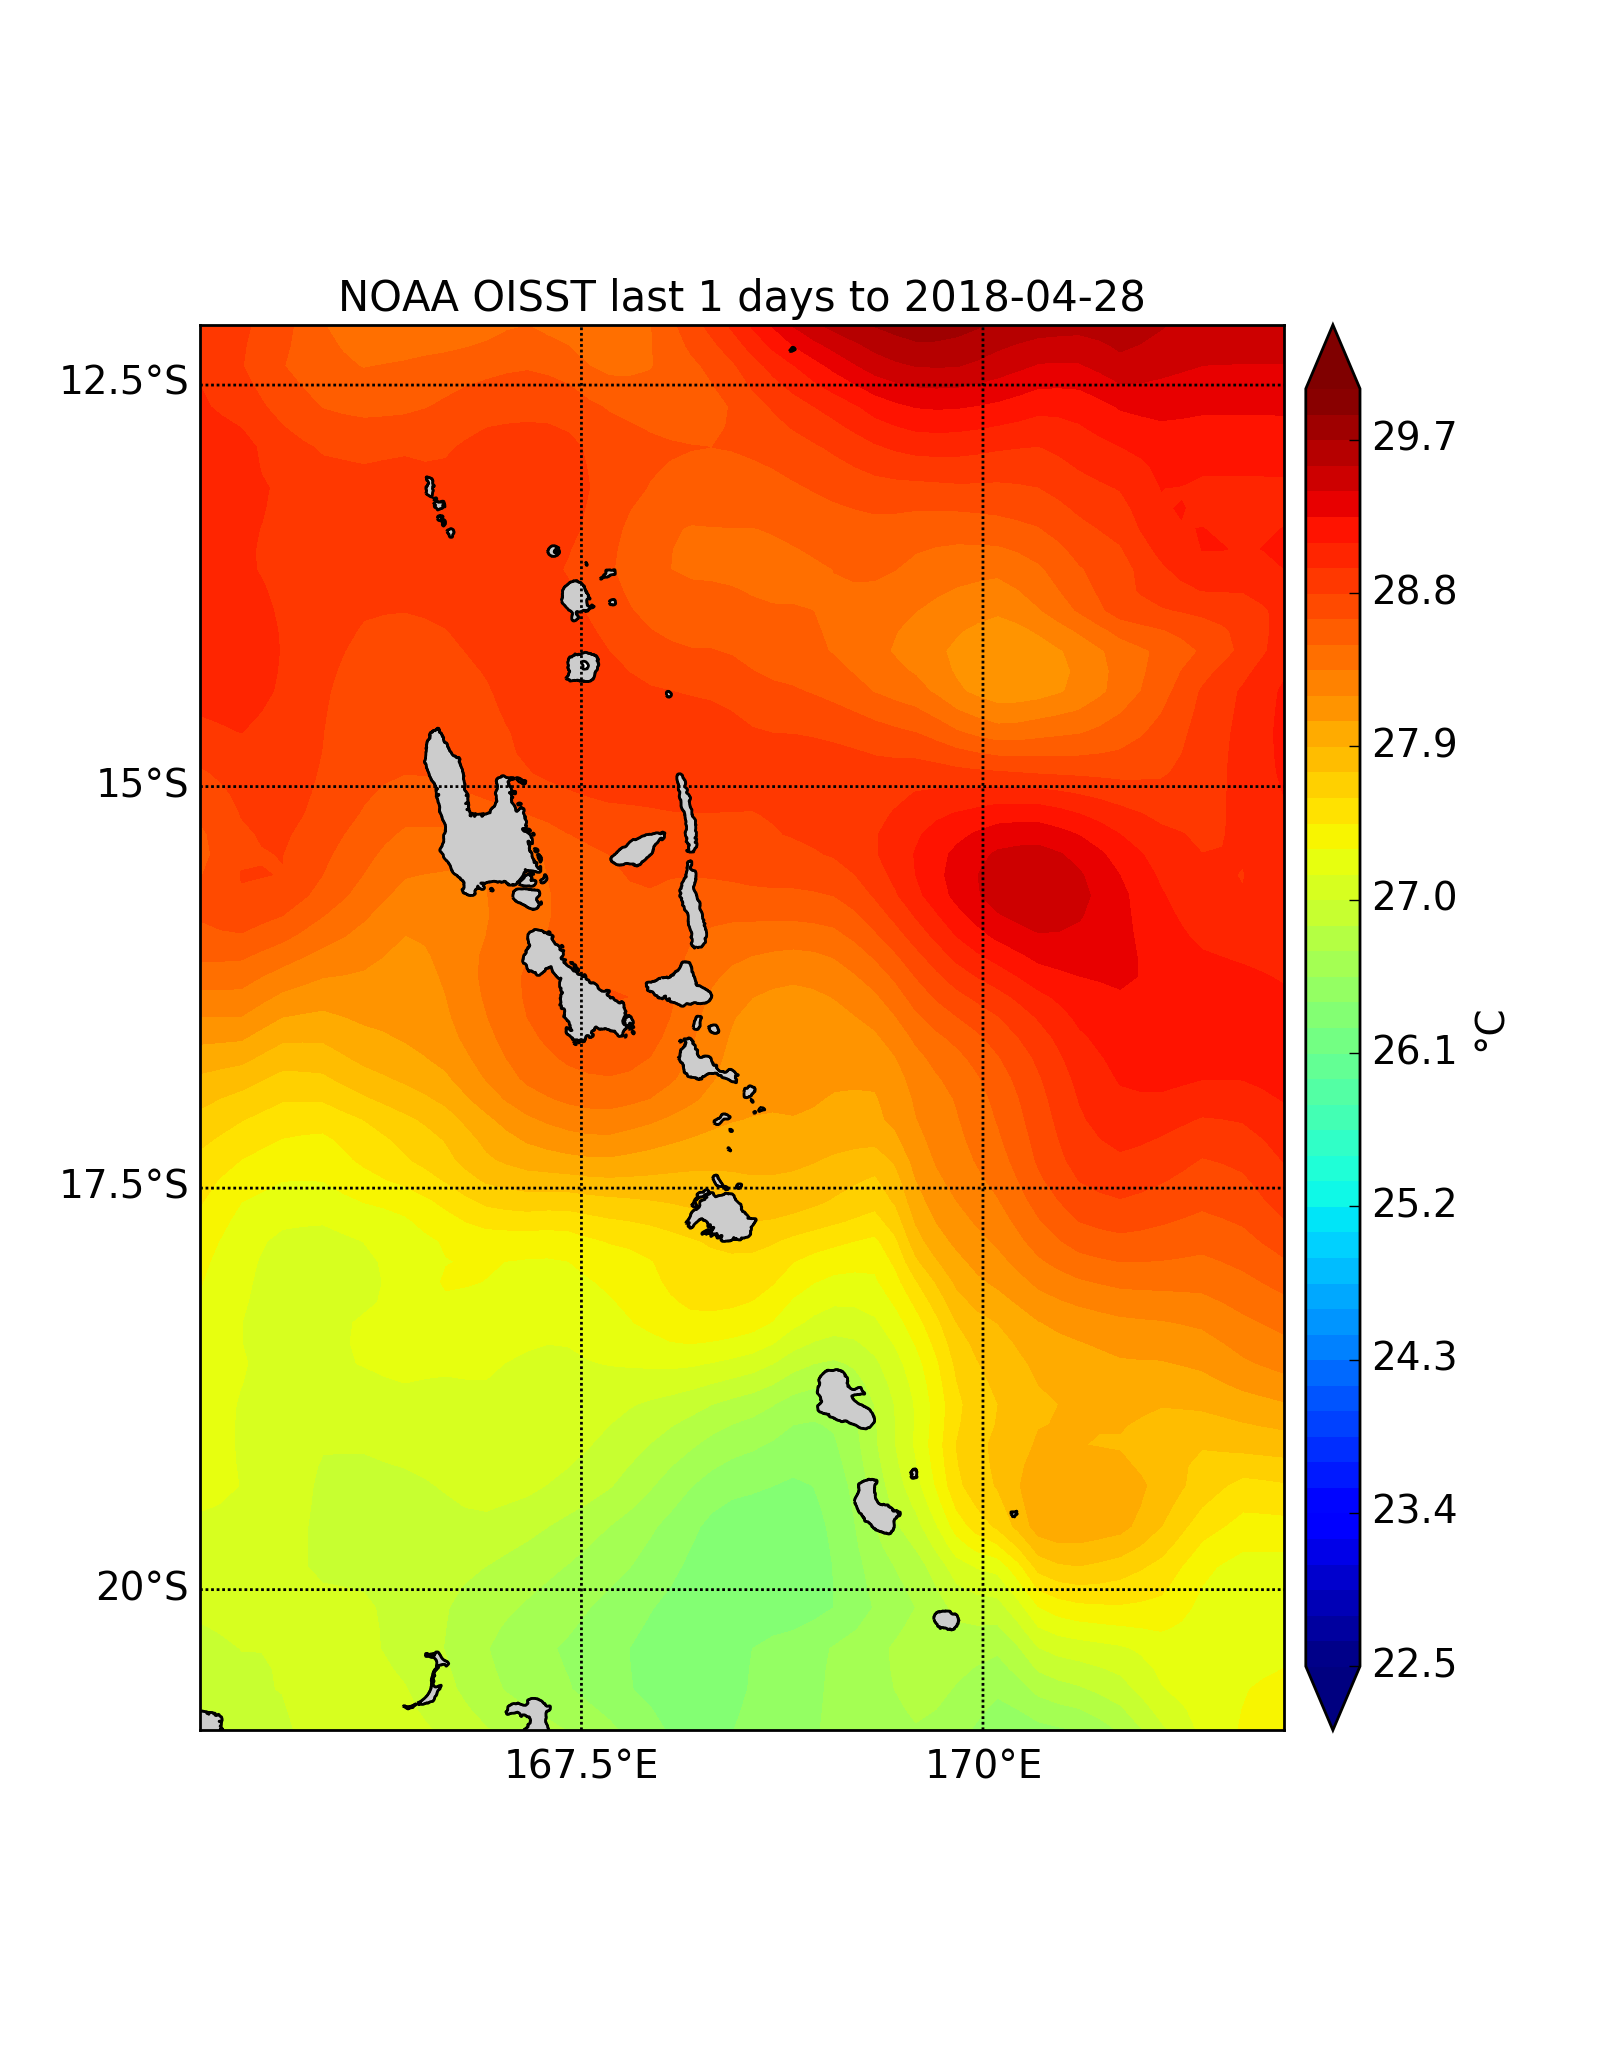 NOAA OISST last 1 days to 2018-04-28
12.5°S
15°S
17.5°S
20°S
167.5°E
170°E
29.7
28.8
27.9
27.0
26.1
25.2
24.3
23.4
22.5
°C